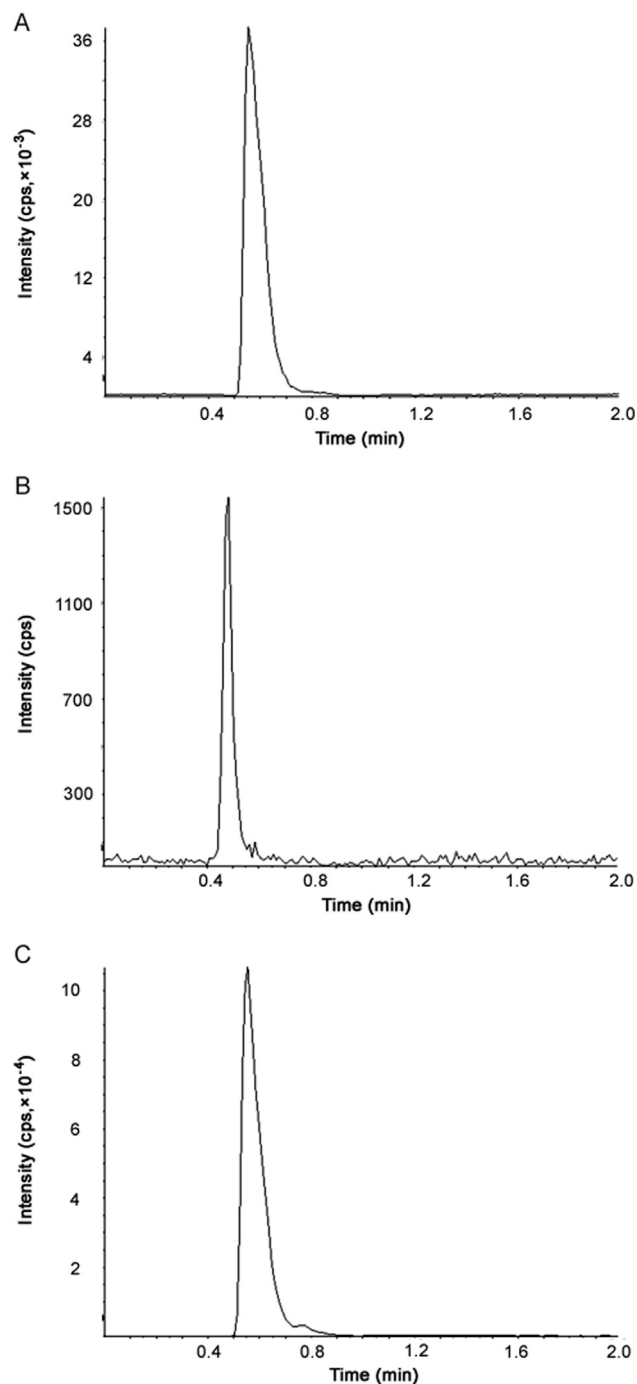 A
Intensity (cps,×10-3)
36
28
20
12
4
0.4 0.8 1.2 1.6 2.0
Time (min)
B
Intensity (cps)
1500
1100
700
300
0.4 0.8 1.2 1.6 2.0
Time (min)
C
Intensity (cps,×10-4)
10
8
6
4
2
0.4 0.8 1.2 1.6 2.0
Time (min)